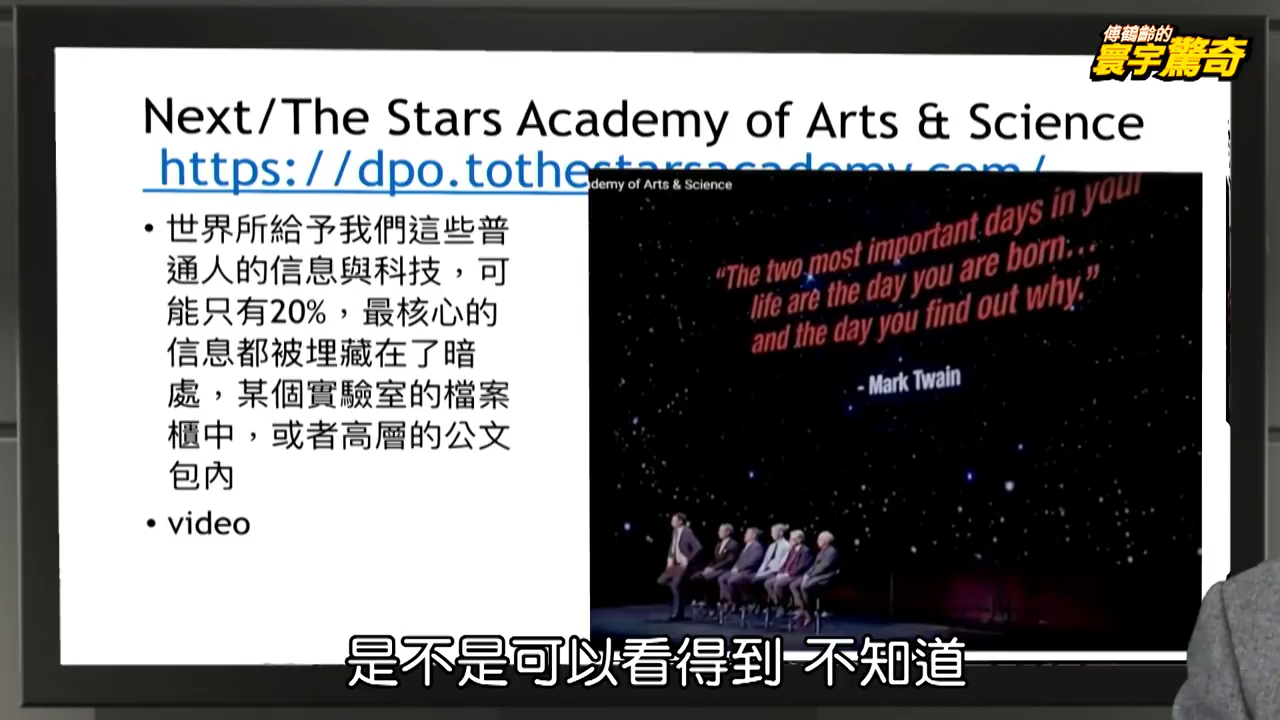 傅鶴齡的
寰宇驚奇
Next/The Stars Academy of Arts & Science
https://dpo.tothestarsacademy.com/
demy of Arts & Science
• 世界所給予我們這些普
通人的信息與科技，可
能只有20%，最核心的
信息都被埋藏在了暗
處，某個實驗室的檔案
櫃中，或者高層的公文
包內
• video
“The two most important days in your
life are the day you are born…
and the day you find out why.”
- Mark Twain
是不是可以看得到 不知道